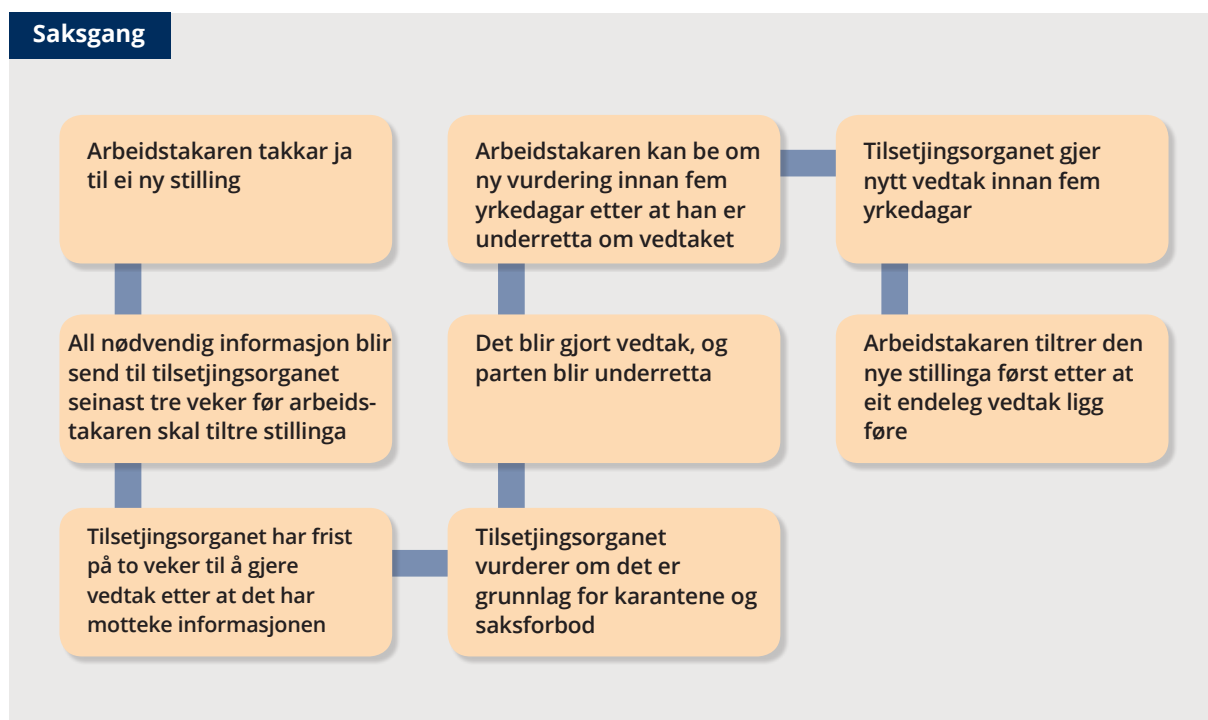 Saksgang
Arbeidstakaren takkar ja
til ei ny stilling
All nødvendig informasjon blir
send til tilsetjingsorganet
seinast tre veker før arbeids-
takaren skal tiltre stillinga
Tilsetjingsorganet har frist
på to veker til å gjere
vedtak etter at det har
motteke informasjonen
Tilsetjingsorganet
vurderer om det er
grunnlag for karantene og
saksforbod
Det blir gjort vedtak, og
parten blir underretta
Arbeidstakaren kan be om
ny vurdering innan fem
yrkedagar etter at han er
underretta om vedtaket
Tilsetjingsorganet gjer
nytt vedtak innan fem
yrkedagar
Arbeidstakaren tiltrer den
nye stillinga først etter at
eit endeleg vedtak ligg
føre